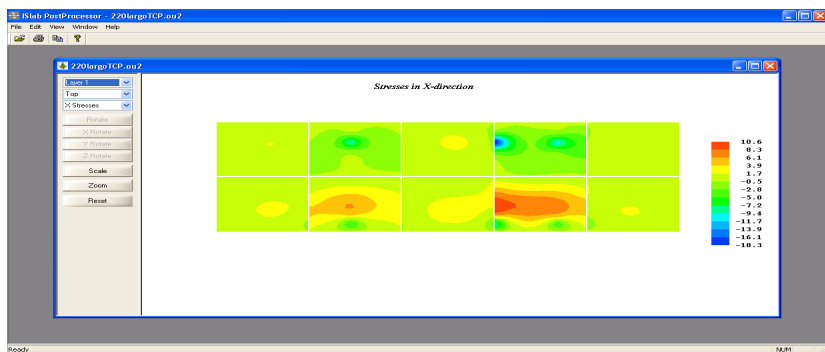 ISlab PostProcessor - 220largoTCP.ou2
File Edit View Window Help
220largoTCP.ou2
Layer 1
Top
X Stresses
Rotate
X Rotate
Y Rotate
Z Rotate
Scale
Zoom
Reset
Stresses in X-direction
10.6
8.3
6.1
3.9
1.7
-0.5
-2.8
-5.0
-7.2
-9.4
-11.7
-13.9
-16.1
-18.3
Ready NUM